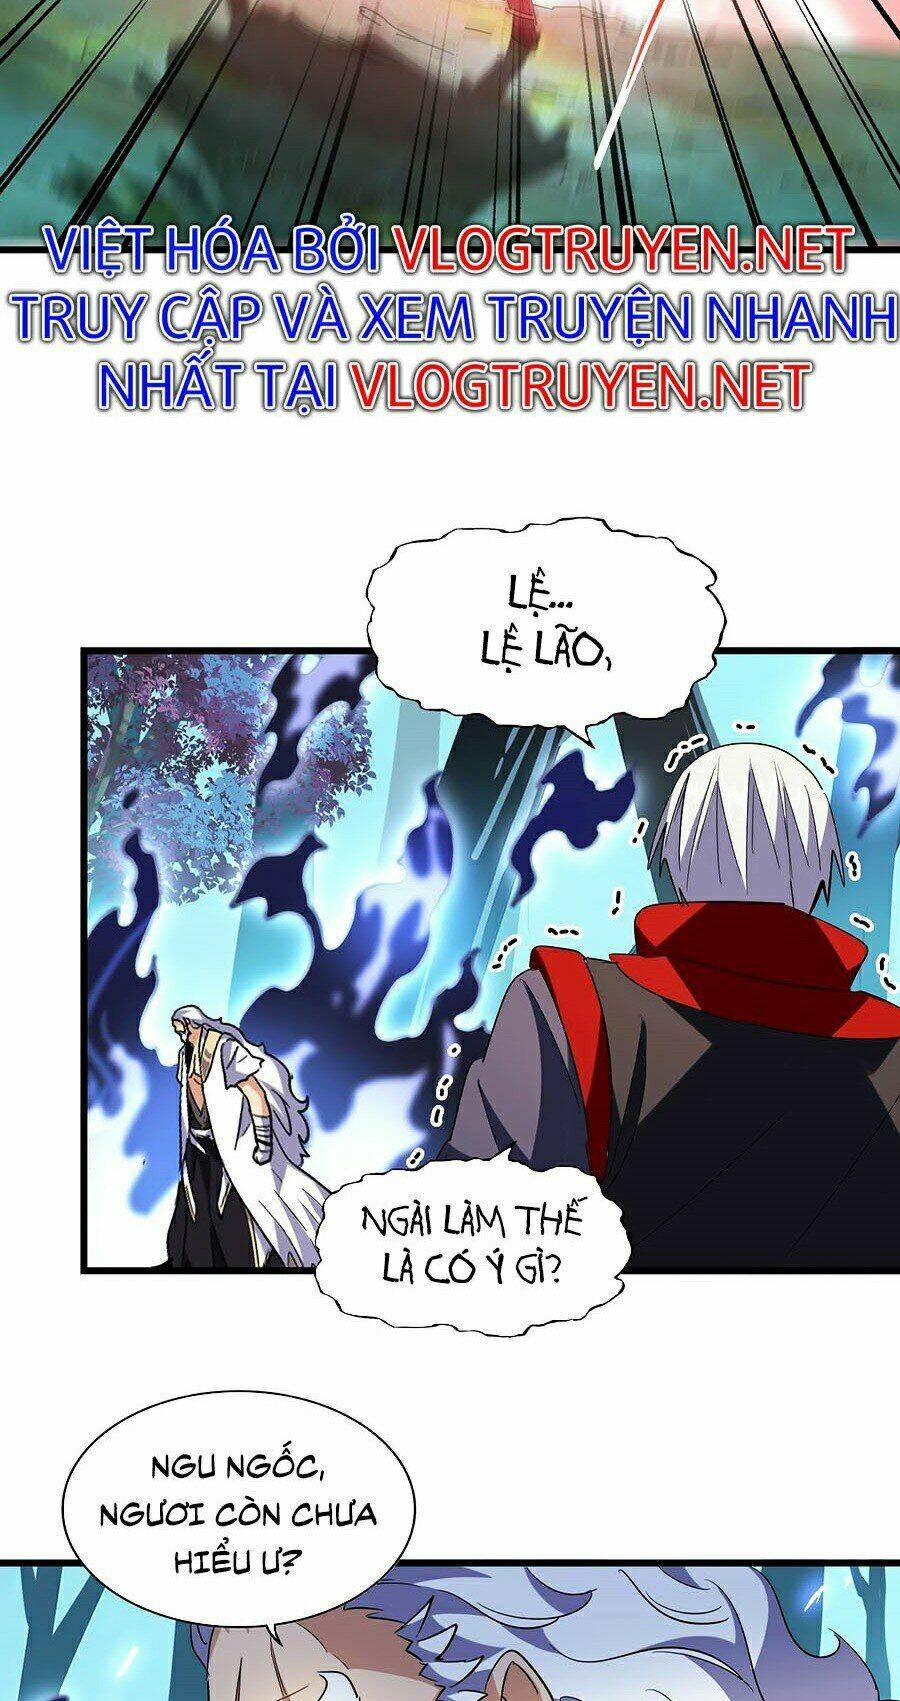 VIỆT HÓA BỞI VLOGTRUYEN.NET
TRUY CẬP VÀ XEM TRUYỆN NHANH
NHẤT TẠI VLOGTRUYEN.NET
LỆ...
LỆ LÃO,
NGÀI LÀM THẾ
LÀ CÓ Ý GÌ?
NGU NGỐC,
NGƯƠI CÒN CHƯA
HIỂU Ư?